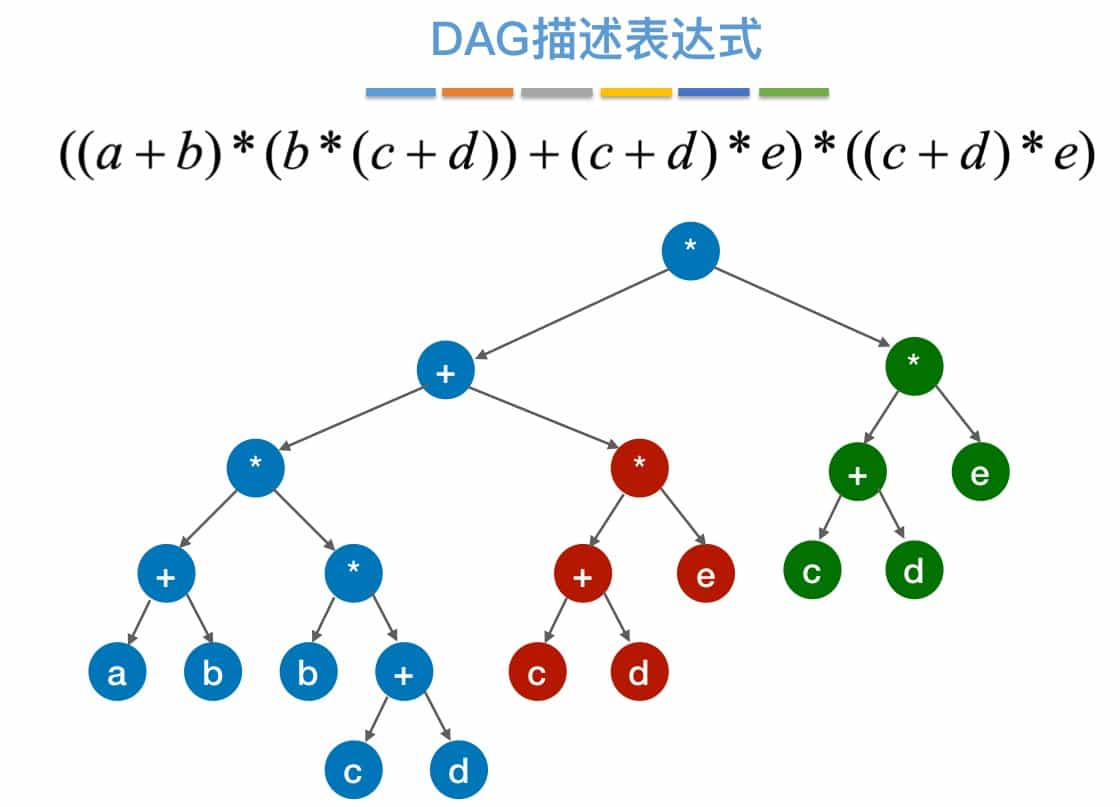 DAG描述表达式
((a+b)*(b*(c+d))+(c+d)*e)*((c+d)*e)
*
+ *
* * + e
+ * + e c d
a b b + c d
c d